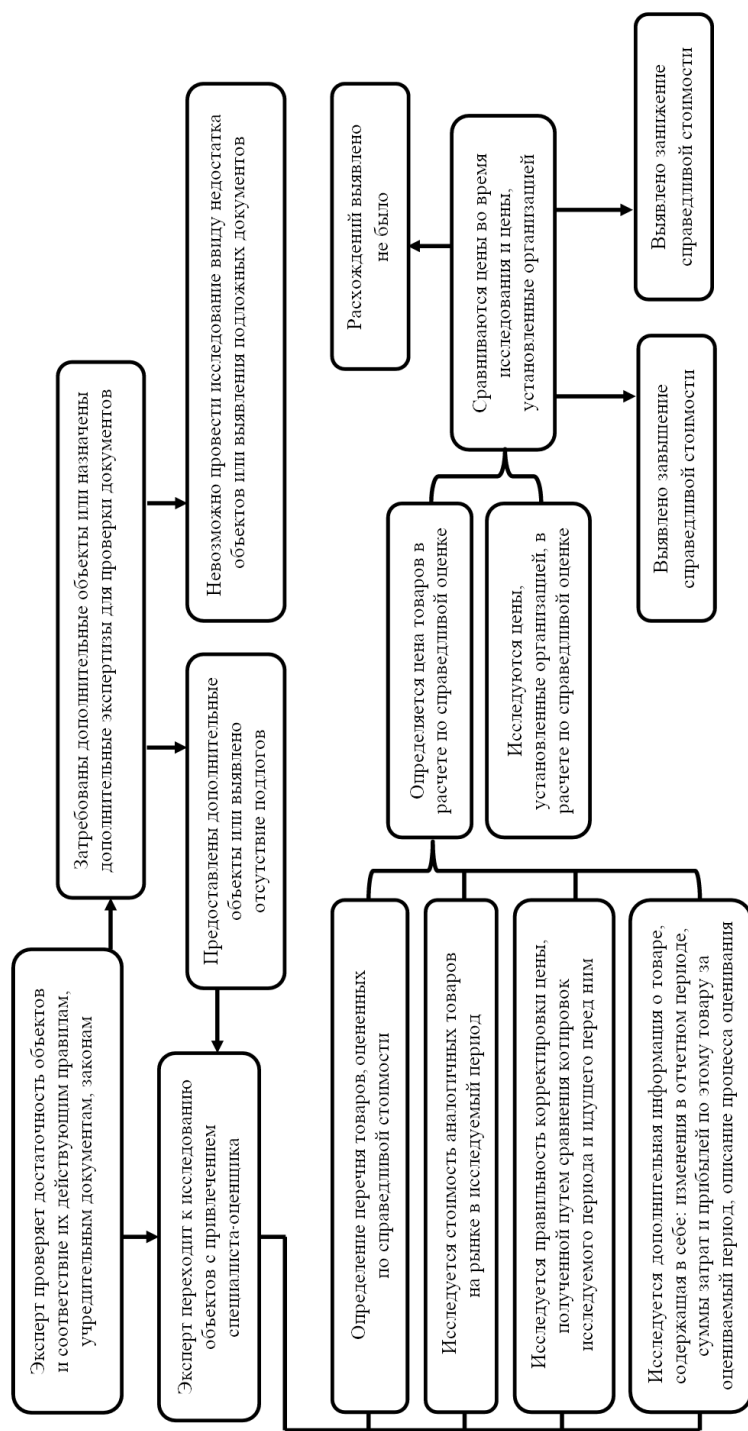 Эксперт проверяет достаточность объектов
и соответствие их действующим правилам,
учредительным документам, законам
Затребованы дополнительные объекты или назначены
дополнительные экспертизы для проверки документов
Эксперт переходит к исследованию
объектов с привлечением
специалиста-оценщика
Предоставлены дополнительные
объекты или выявлено
отсутствие подлогов
Невозможно провести исследование ввиду недостатка
объектов или выявления подложных документов
Определение перечня товаров, оцененных
по справедливой стоимости
Исследуется стоимость аналогичных товаров
на рынке в исследуемый период
Исследуется правильность корректировки цены,
полученной путем сравнения котировок
исследуемого периода и идущего перед ним
Исследуется дополнительная информация о товаре,
содержащая в себе: изменения в отчетном периоде,
суммы затрат и прибылей по этому товару за
оцениваемый период, описание процесса оценивания
Определяется цена товаров в
расчете по справедливой оценке
Исследуются цены,
установленные организацией, в
расчете по справедливой оценке
Расхождений выявлено
не было
Сравниваются цены во время
исследования и цены,
установленные организацией
Выявлено завышение
справедливой стоимости
Выявлено занижение
справедливой стоимости